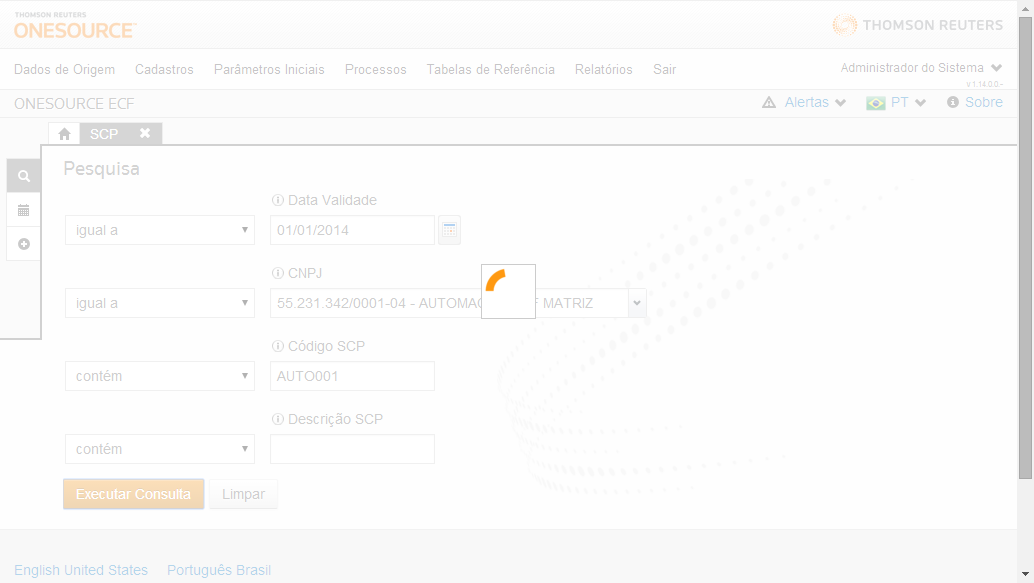 THOMSON REUTERS
ONESOURCE
THOMSON REUTERS
Dados de Origem Cadastros Parâmetros Iniciais Processos Tabelas de Referência Relatórios Sair
Administrador do Sistema
v 1.14.0.0-
ONESOURCE ECF
Alertas PT Sobre
SCP
Pesquisa
Data Validade
igual a 01/01/2014
CNPJ
igual a 55.231.342/0001-04 - MATRIZ
Código SCP
contém AUTO001
Descrição SCP
contém
Executar Consulta Limpar
English United States Português Brasil